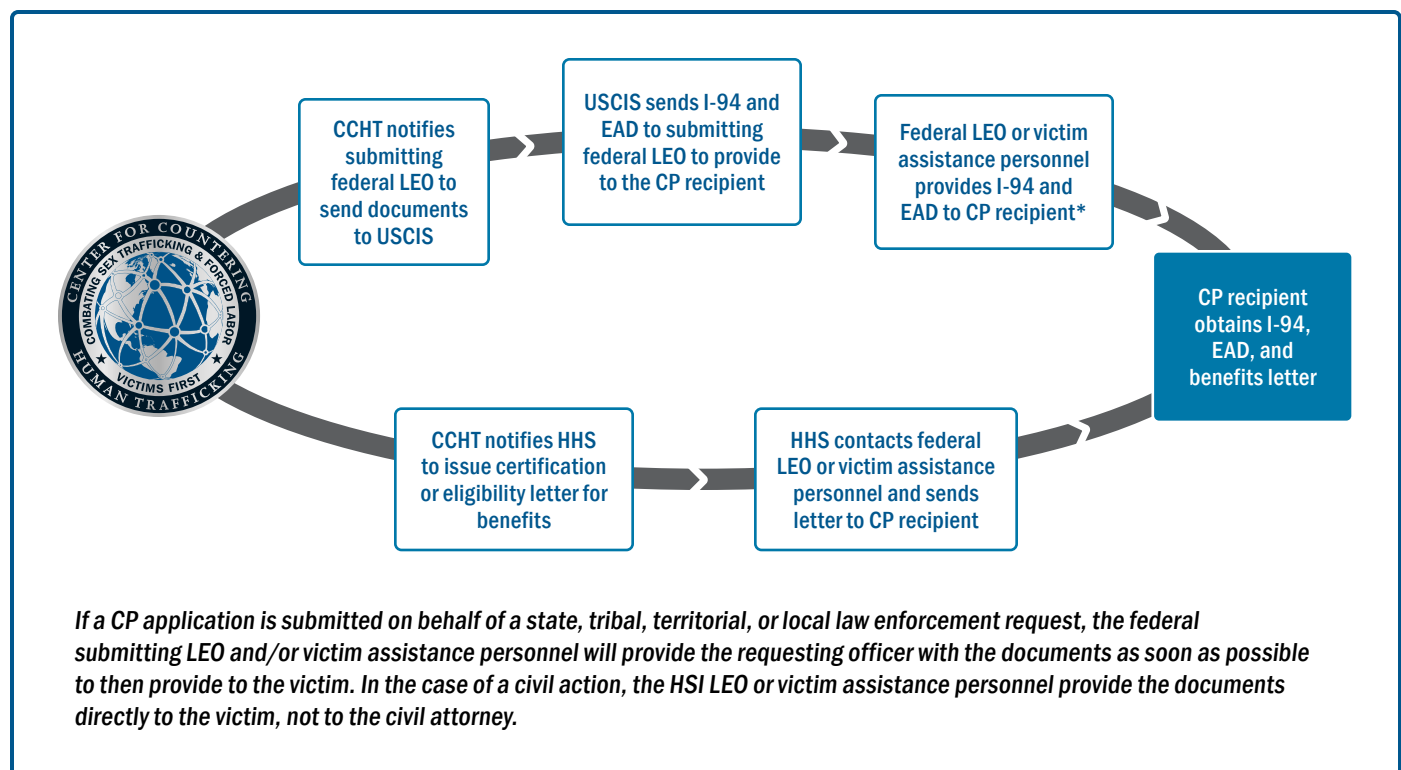 CENTER FOR COUNTERING
HUMAN TRAFFICKING
COMBATING SEX TRAFFICKING & FORCED LABOR
VICTIMS FIRST
CCHT notifies
submitting
federal LEO to
send documents
to USCIS
USCIS sends I-94 and
EAD to submitting
federal LEO to provide
to the CP recipient
Federal LEO or victim
assistance personnel
provides I-94 and
EAD to CP recipient*
CP recipient
obtains I-94,
EAD, and
benefits letter
CCHT notifies HHS
to issue certification
or eligibility letter for
benefits
HHS contacts federal
LEO or victim assistance
personnel and sends
letter to CP recipient
If a CP application is submitted on behalf of a state, tribal, territorial, or local law enforcement request, the federal
submitting LEO and/or victim assistance personnel will provide the requesting officer with the documents as soon as possible
to then provide to the victim. In the case of a civil action, the HSI LEO or victim assistance personnel provide the documents
directly to the victim, not to the civil attorney.